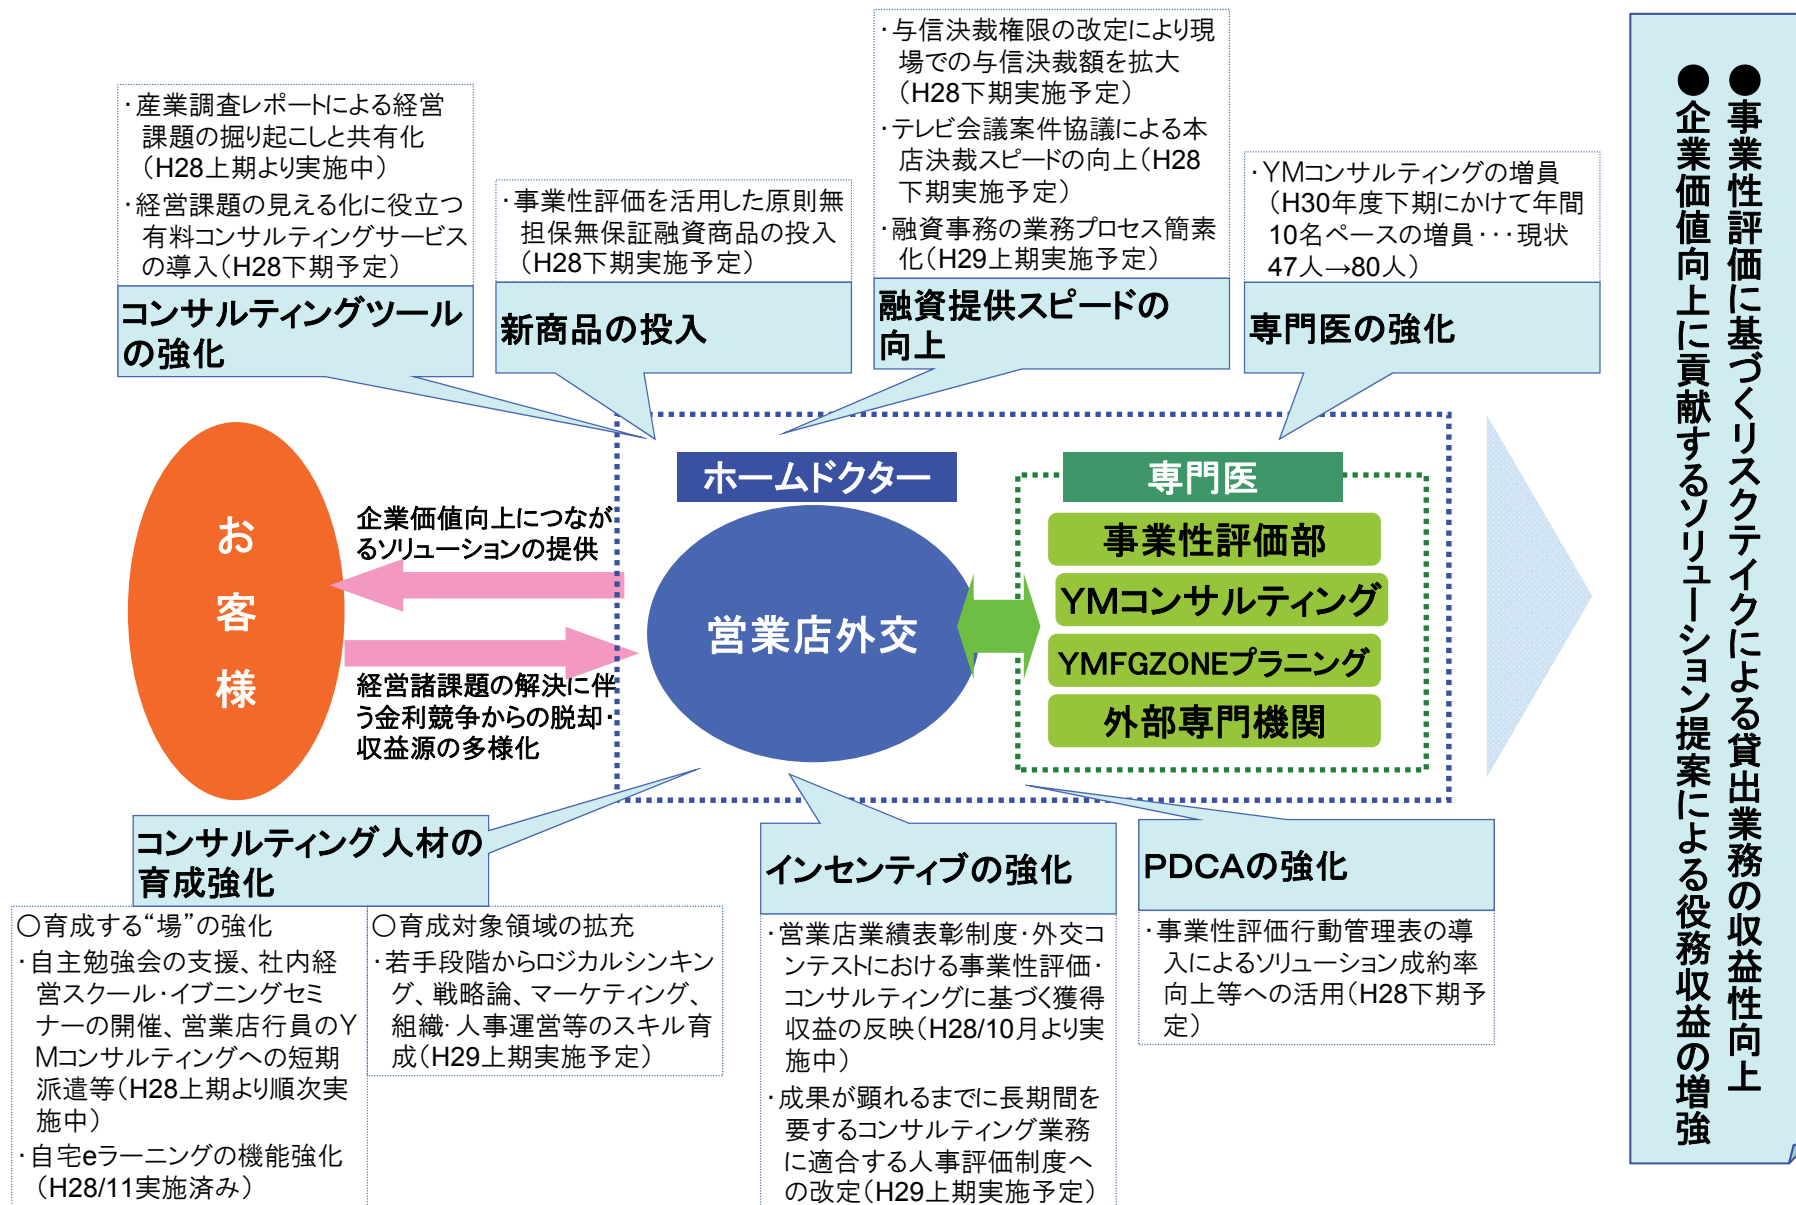 ・産業調査レポートによる経営
課題の掘り起こしと共有化
（H28上期より実施中）
・経営課題の見える化に役立つ
有料コンサルティングサービス
の導入（H28下期予定）
コンサルティングツール
の強化
・事業性評価を活用した原則無
担保無保証融資商品の投入
（H28下期実施予定）
新商品の投入
・与信決裁権限の改定により現
場での与信決裁額を拡大
（H28下期実施予定）
・テレビ会議案件協議による本
店決裁スピードの向上（H28
下期実施予定）
・融資事務の業務プロセス簡素
化（H29上期実施予定）
融資提供スピードの
向上
・YMコンサルティングの増員
（H30年度下期にかけて年間
10名ペースの増員・・・現状
47人→80人）
専門医の強化
お客様
企業価値向上につなが
るソリューションの提供
経営諸課題の解決に伴
う金利競争からの脱却・
収益源の多様化
ホームドクター
営業店外交
専門医
事業性評価部
YMコンサルティング
YMFGZONEプラニング
外部専門機関
コンサルティング人材の
育成強化
○育成する“場”の強化
・自主勉強会の支援、社内経
営スクール・イブニングセミ
ナーの開催、営業店行員のY
Mコンサルティングへの短期
派遣等（H28上期より順次実
施中）
・自宅eラーニングの機能強化
（H28/11実施済み）
○育成対象領域の拡充
・若手段階からロジカルシンキン
グ、戦略論、マーケティング、
組織・人事運営等のスキル育
成（H29上期実施予定）
インセンティブの強化
・営業店業績表彰制度・外交コ
ンテストにおける事業性評価・
コンサルティングに基づく獲得
収益の反映（H28/10月より実
施中）
・成果が顕れるまでに長期間を
要するコンサルティング業務
に適合する人事評価制度へ
の改定（H29上期実施予定）
PDCAの強化
・事業性評価行動管理表の導
入によるソリューション成約率
向上等への活用（H28下期予
定）
●事業性評価に基づくリスクテイクによる貸出業務の収益性向上
●企業価値向上に貢献するソリューション提案による役務収益の増強